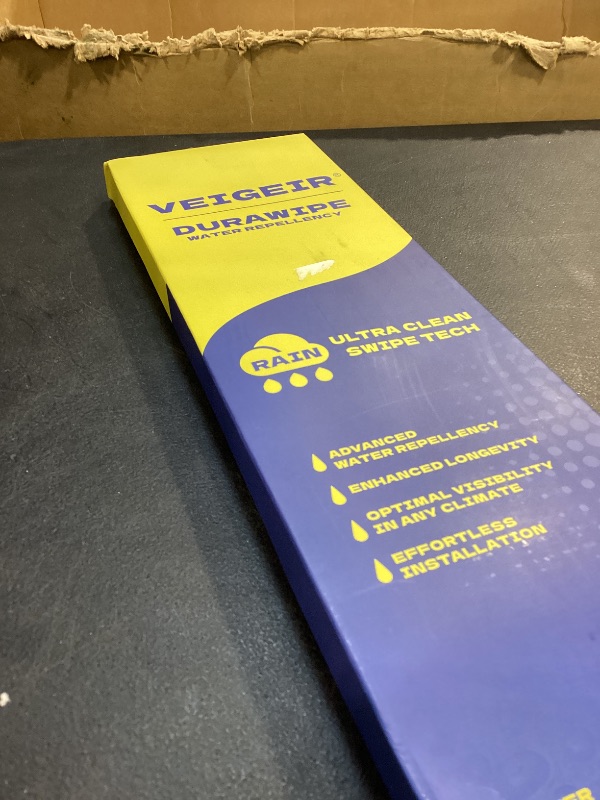 VEIGEIR®
DURAWIPE
WATER REPELLENCY
RAIN
ULTRA CLEAN
SWIPE TECH
ADVANCED
WATER REPELLENCY
ENHANCED LONGEVITY
OPTIMAL VISIBILITY
IN ANY CLIMATE
EFFORTLESS
INSTALLATION